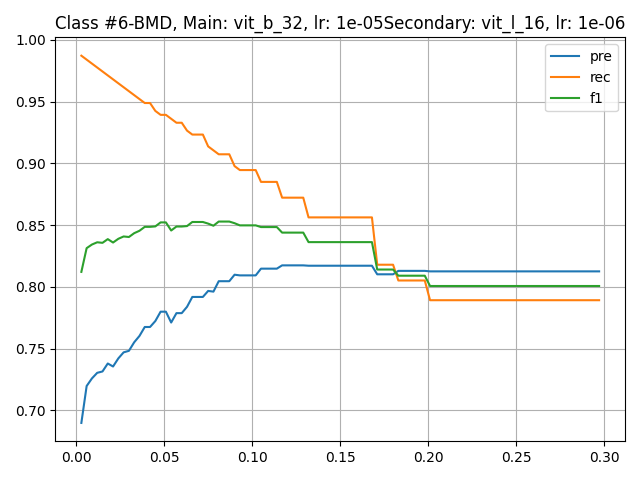 Class #6-BMD, Main: vit_b_32, lr: 1e-05Secondary: vit_l_16, lr: 1e-06
1.00
0.95
0.90
0.85
0.80
0.75
0.70
0.00 0.05 0.10 0.15 0.20 0.25 0.30
pre
rec
f1